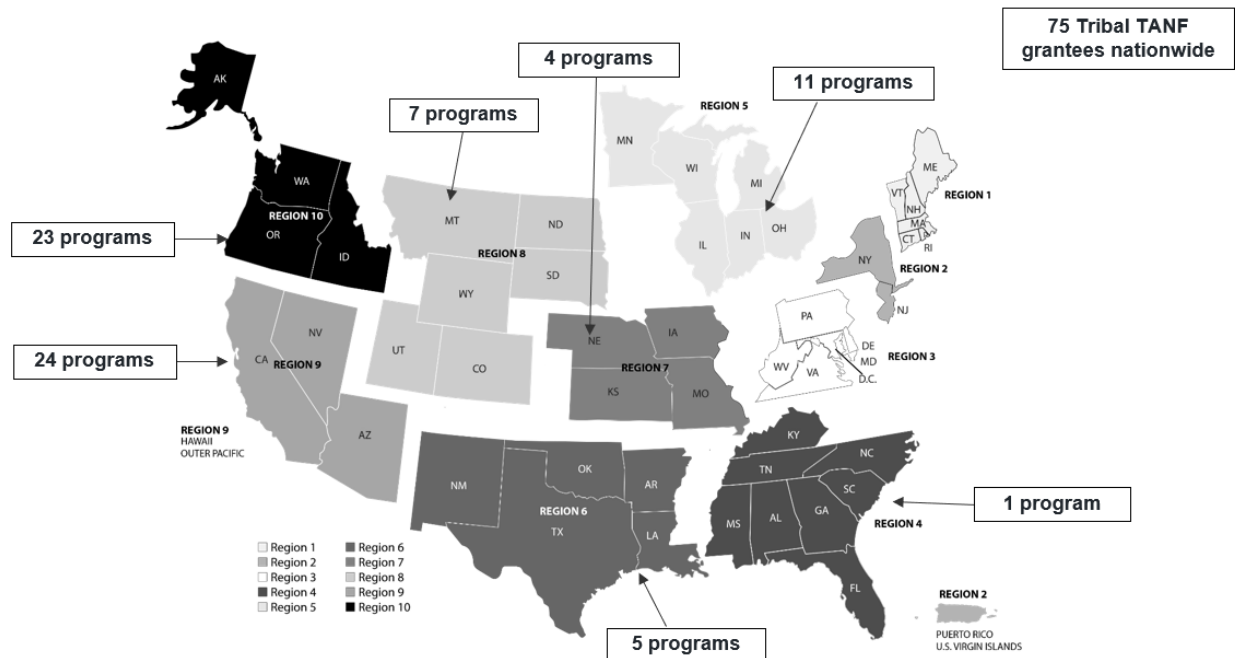 75 Tribal TANF
grantees nationwide
4 programs
11 programs
7 programs
23 programs
24 programs
1 program
5 programs
AK
WA
REGION 10
OR
ID
MT
ND
REGION 8
SD
WY
UT
CO
REGION 5
MN
WI
MI
IL
IN
OH
ME
VT
REGION 1
NH
MA
CT
RI
NY
REGION 2
NJ
PA
DE
MD
REGION 3
WV
VA
D.C.
NV
CA
REGION 9
AZ
REGION 9
HAWAII
OUTER PACIFIC
NE
IA
REGION 7
KS
MO
NM
OK
AR
REGION 6
TX
LA
KY
NC
TN
SC
MS
AL
GA
REGION 4
FL
REGION 2
PUERTO RICO
U.S. VIRGIN ISLANDS
Region 1
Region 2
Region 3
Region 4
Region 5
Region 6
Region 7
Region 8
Region 9
Region 10